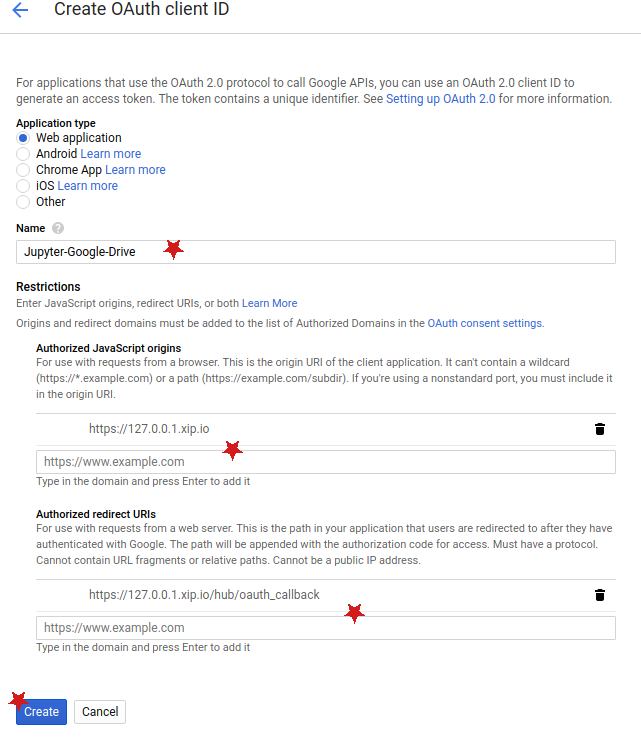 Create OAuth client ID
For applications that use the OAuth 2.0 protocol to call Google APIs, you can use an OAuth 2.0 client ID to
generate an access token. The token contains a unique identifier. See Setting up OAuth 2.0 for more information.
Application type
Web application
Android Learn more
Chrome App Learn more
iOS Learn more
Other
Name ?
Jupyter-Google-Drive
Restrictions
Enter JavaScript origins, redirect URIs, or both Learn More
Origins and redirect domains must be added to the list of Authorized Domains in the OAuth consent settings.
Authorized JavaScript origins
For use with requests from a browser. This is the origin URI of the client application. It can't contain a wildcard
(https://*.example.com) or a path (https://example.com/subdir). If you're using a nonstandard port, you must include it
in the origin URI.
https://127.0.0.1.xip.io
https://www.example.com
Type in the domain and press Enter to add it
Authorized redirect URIs
For use with requests from a web server. This is the path in your application that users are redirected to after they have
authenticated with Google. The path will be appended with the authorization code for access. Must have a protocol.
Cannot contain URL fragments or relative paths. Cannot be a public IP address.
https://127.0.0.1.xip.io/hub/oauth_callback
https://www.example.com
Type in the domain and press Enter to add it
Create Cancel